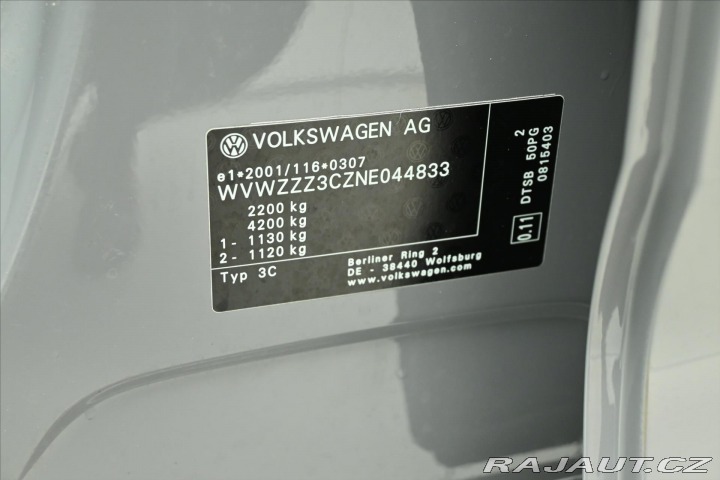 VOLKSWAGEN AG
e1*2001/116*0307
WVWZZZ3CZNE044833
2200 kg
4200 kg
1 - 1130 kg
2 - 1120 kg
Typ 3C
Berliner Ring 2
DE - 38440 Wolfsburg
www.volkswagen.com
0.11
2
DTSB 50PG
0815403
RAJAUT.CZ